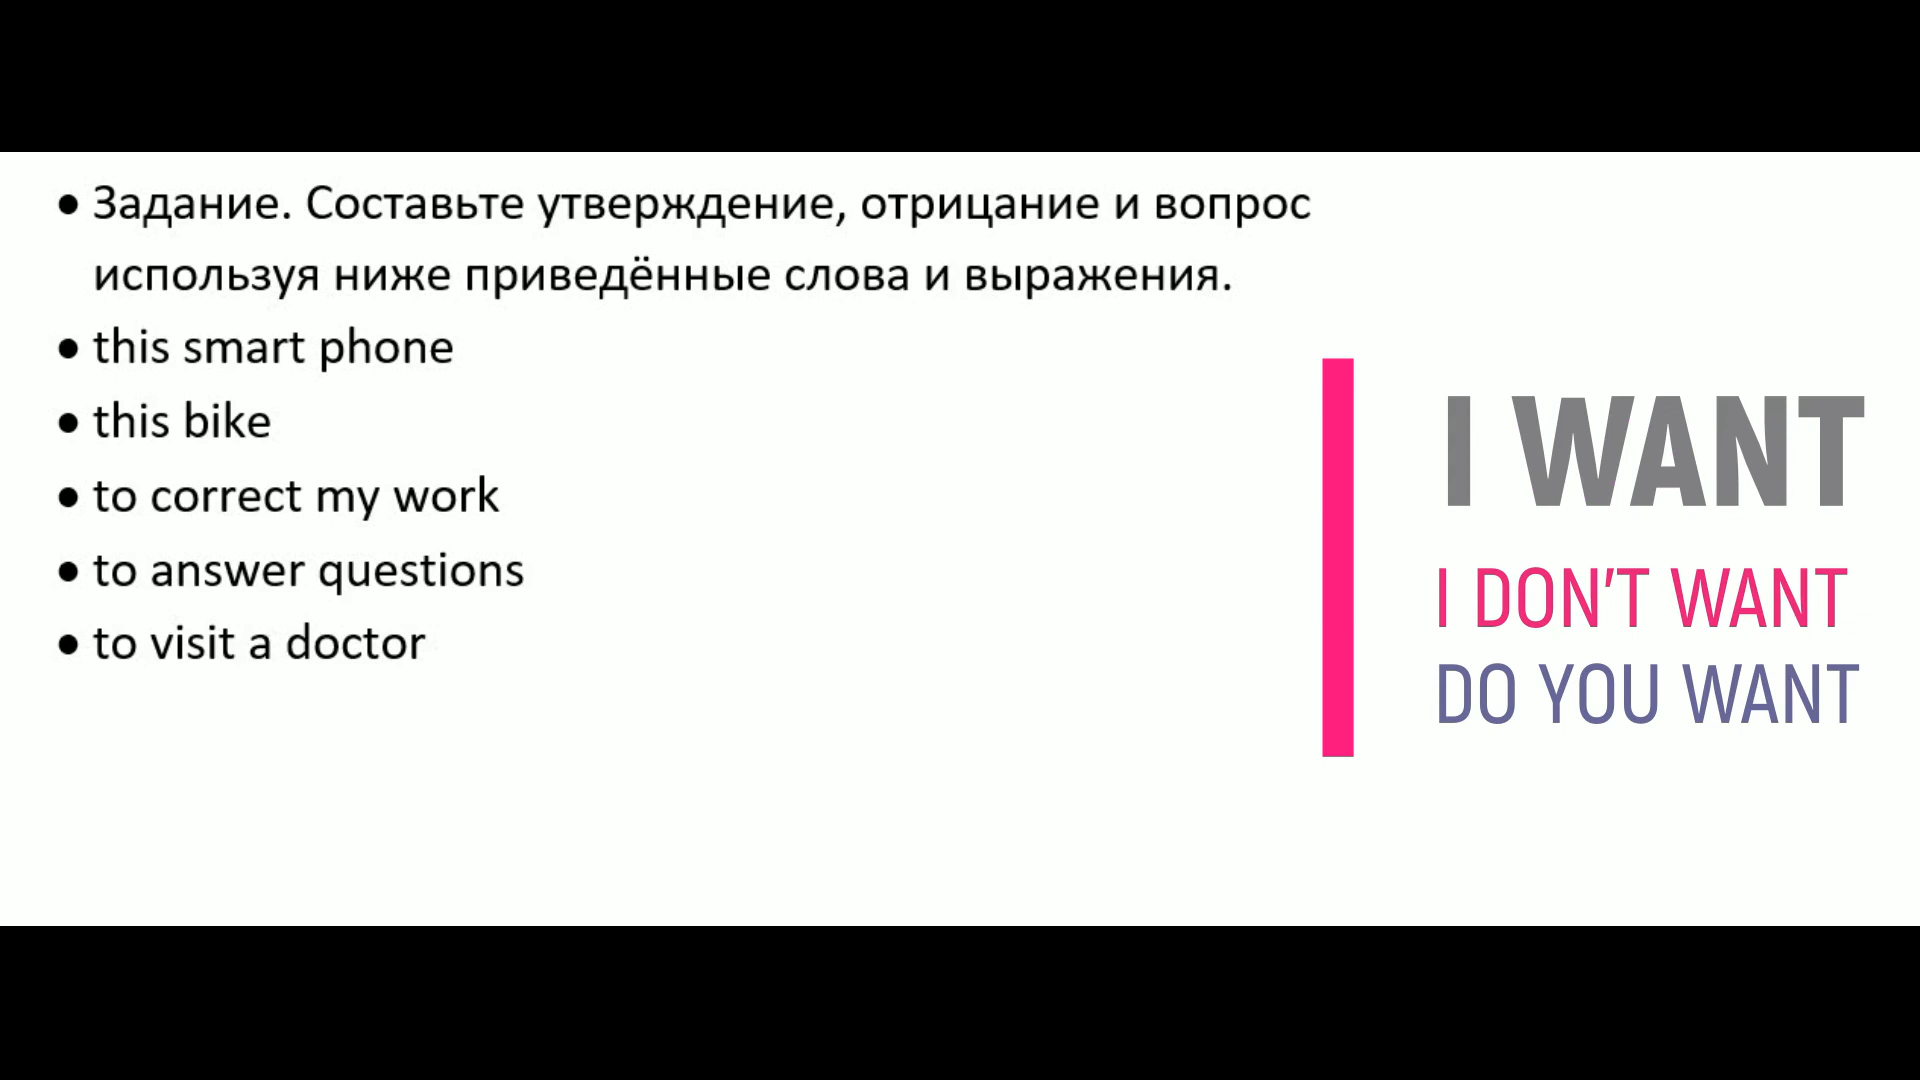 • Задание. Составьте утверждение, отрицание и вопрос
используя ниже приведённые слова и выражения.
• this smart phone
• this bike
• to correct my work
• to answer questions
• to visit a doctor
I WANT
I DON'T WANT
DO YOU WANT